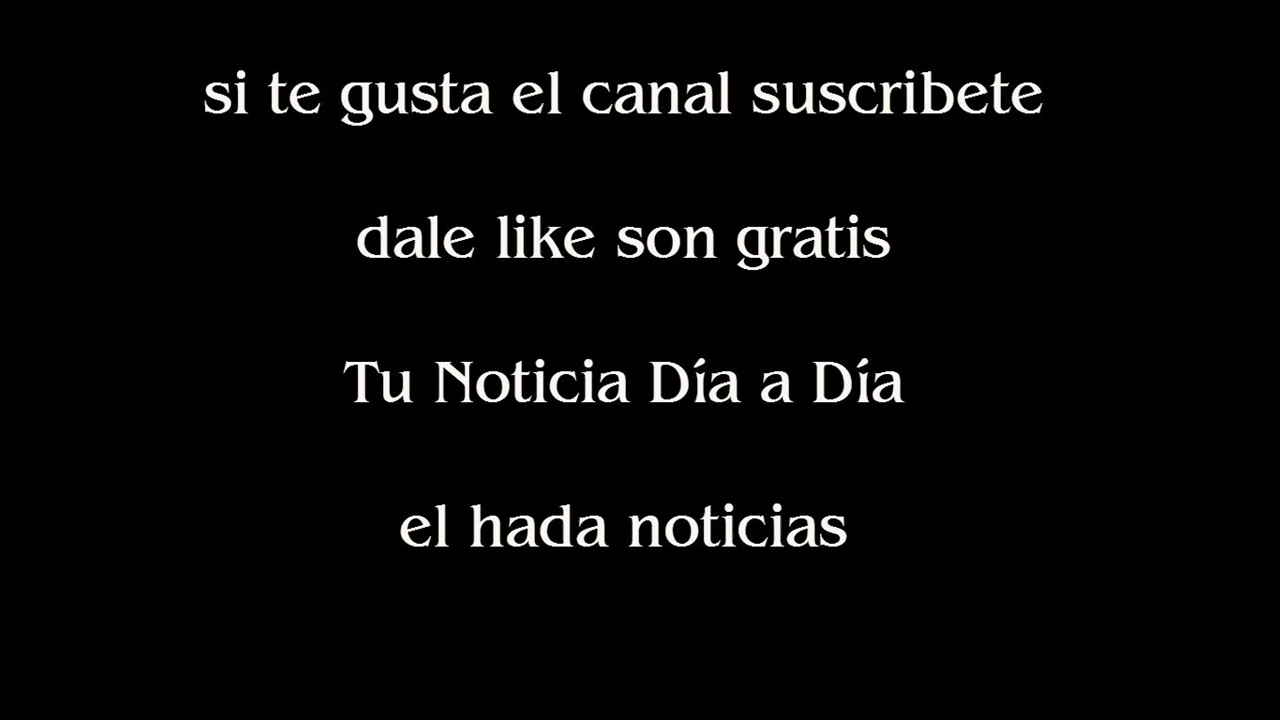 si te gusta el canal suscribete
dale like son gratis
Tu Noticia Día a Día
el hada noticias